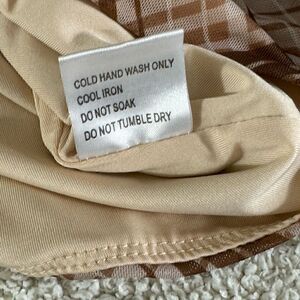 COLD HAND WASH ONLY
COOL IRON
DO NOT SOAK
DO NOT TUMBLE DRY